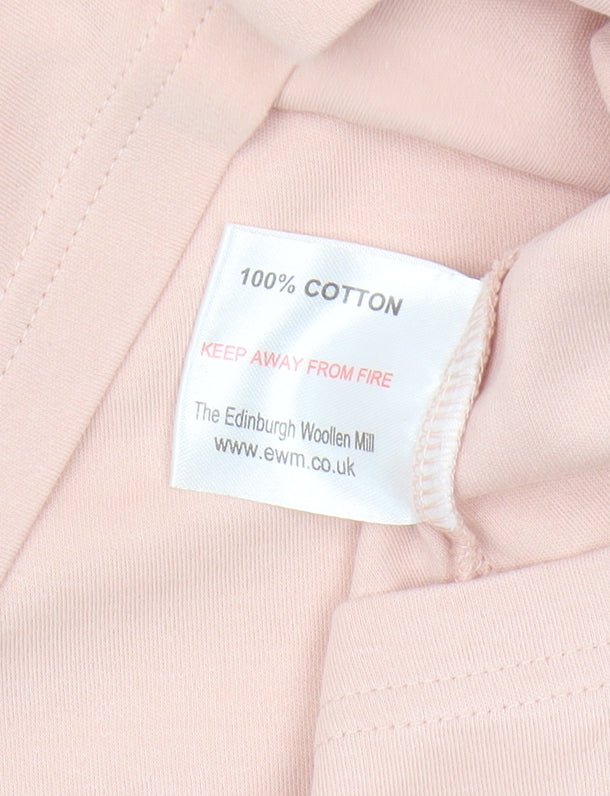 100% COTTON
KEEP AWAY FROM FIRE
The Edinburgh Woollen Mill
www.ewm.co.uk